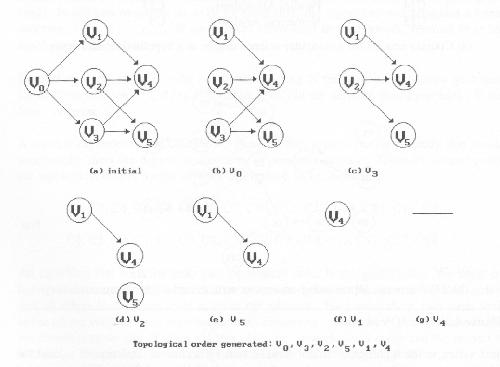 V1
V0
V2
V4
V3
V5
(a) initial
V1
V2
V4
V3
V5
(b) V0
V1
V2
V4
V5
(c) V3
V1
V4
V5
(d) V2
V1
V4
(e) V5
V4
(f) V1
(g) V4
Topological order generated: V0, V3, V2, V5, V1, V4